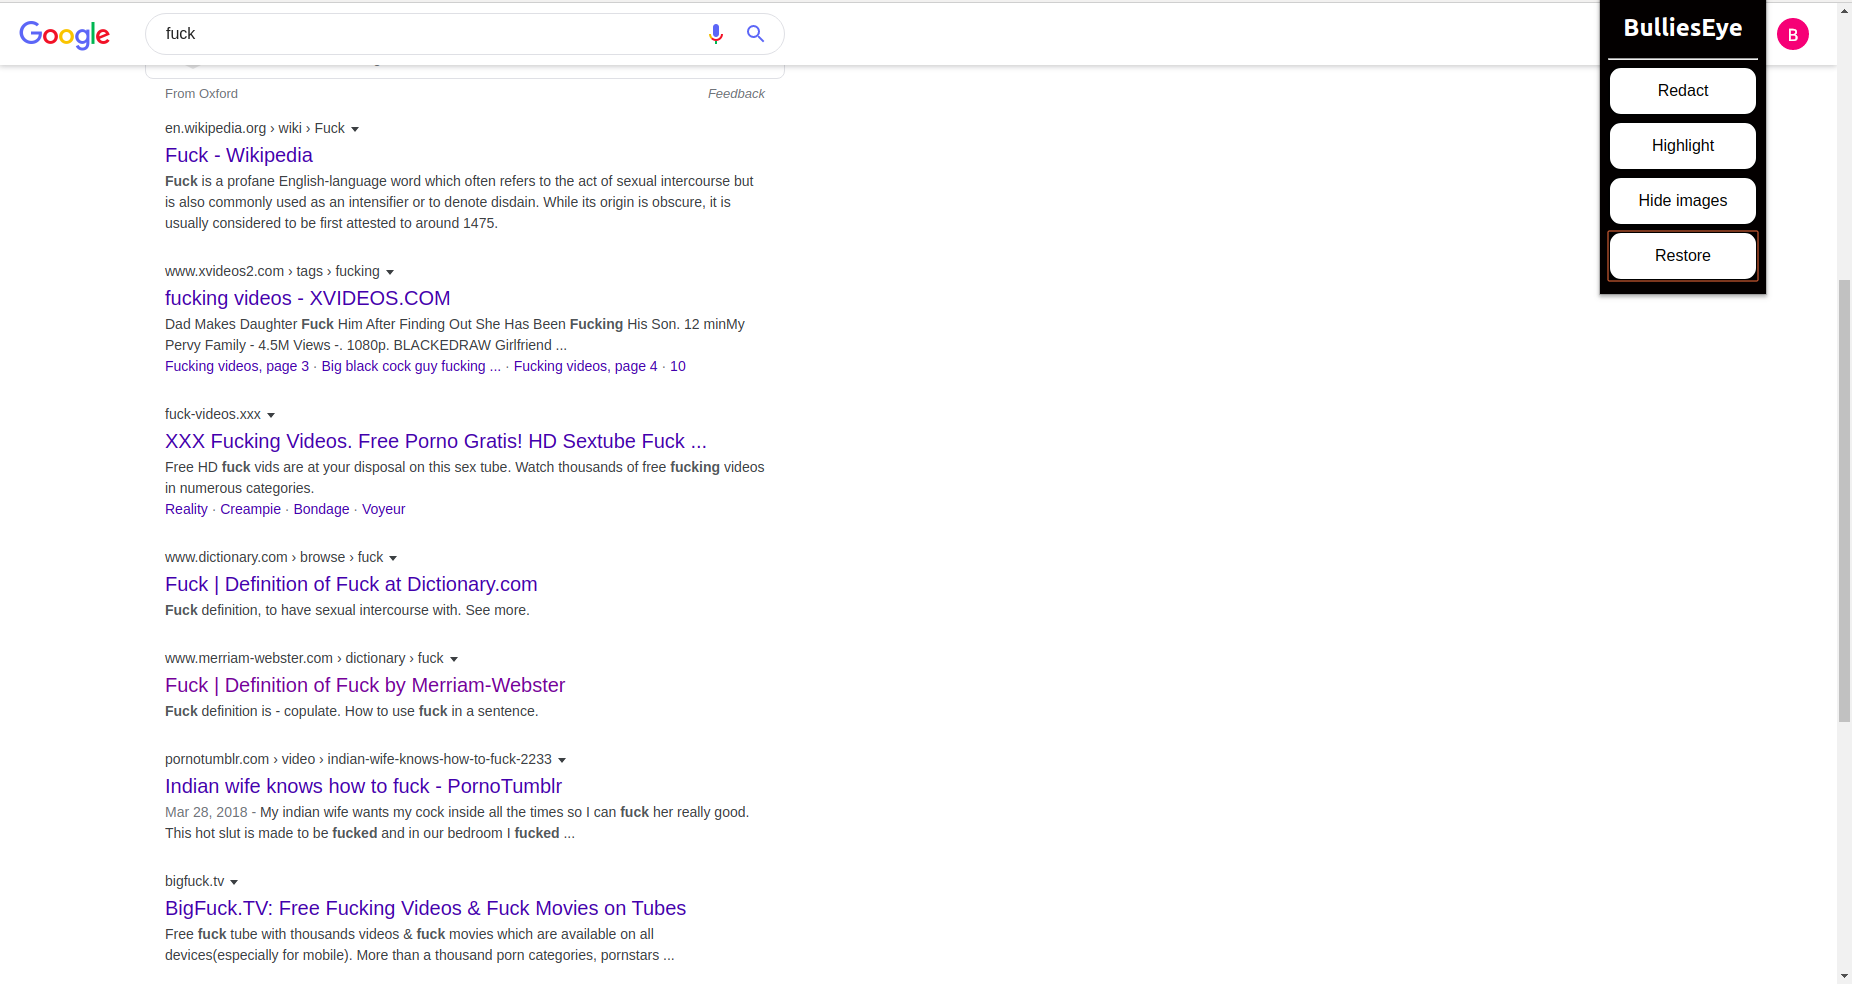 Google
fuck
BulliesEye
B
Redact
Highlight
Hide images
Restore
From Oxford
Feedback
en.wikipedia.org › wiki › Fuck
Fuck - Wikipedia
Fuck is a profane English-language word which often refers to the act of sexual intercourse but
is also commonly used as an intensifier or to denote disdain. While its origin is obscure, it is
usually considered to be first attested to around 1475.
www.xvideos2.com › tags › fucking
fucking videos - XVIDEOS.COM
Dad Makes Daughter Fuck Him After Finding Out She Has Been Fucking His Son. 12 minMy
Pervy Family - 4.5M Views -. 1080p. BLACKEDRAW Girlfriend ...
Fucking videos, page 3 · Big black cock guy fucking ... · Fucking videos, page 4 · 10
fuck-videos.xxx
XXX Fucking Videos. Free Porno Gratis! HD Sextube Fuck ...
Free HD fuck vids are at your disposal on this sex tube. Watch thousands of free fucking videos
in numerous categories.
Reality · Creampie · Bondage · Voyeur
www.dictionary.com › browse › fuck
Fuck | Definition of Fuck at Dictionary.com
Fuck definition, to have sexual intercourse with. See more.
www.merriam-webster.com › dictionary › fuck
Fuck | Definition of Fuck by Merriam-Webster
Fuck definition is - copulate. How to use fuck in a sentence.
pornotumblr.com › video › indian-wife-knows-how-to-fuck-2233
Indian wife knows how to fuck - PornoTumblr
Mar 28, 2018 - My indian wife wants my cock inside all the times so I can fuck her really good.
This hot slut is made to be fucked and in our bedroom I fucked ...
bigfuck.tv
BigFuck.TV: Free Fucking Videos & Fuck Movies on Tubes
Free fuck tube with thousands videos & fuck movies which are available on all
devices(especially for mobile). More than a thousand porn categories, pornstars ...